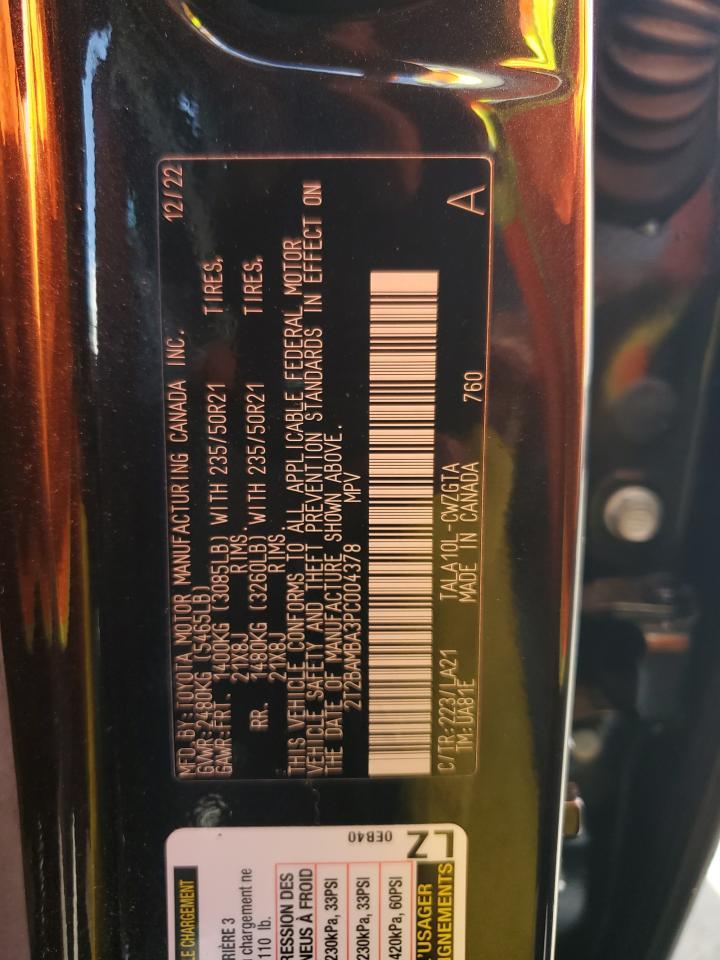 MFD.BY:TOYOTA MOTOR MANUFACTURING CANADA INC. 12/22
GVWR:2480KG (5465LB)
GAWR:FRT. 1400KG (3085LB) WITH 235/50R21 TIRES.
21X8J RIMS.
RR. 1480KG (3260LB) WITH 235/50R21 TIRES.
21X8J RIMS.
THIS VEHICLE CONFORMS TO ALL APPLICABLE FEDERAL MOTOR
VEHICLE SAFETY AND THEFT PREVENTION STANDARDS IN EFFECT ON
THE DATE OF MANUFACTURE SHOWN ABOVE.
2T2BAMBA3PC004378 MPV
C/TR:223/LA21 TALA10L-CWZGTA A
TM:UA81E MADE IN CANADA 760
LE CHARGEMENT
RIÈRE 3
chargement ne
110 lb.
RESSION DES
NEUS À FROID
230kPa, 33PSI
230kPa, 33PSI
420kPa, 60PSI
L'USAGER
IGNEMENTS
0EB40
LZ